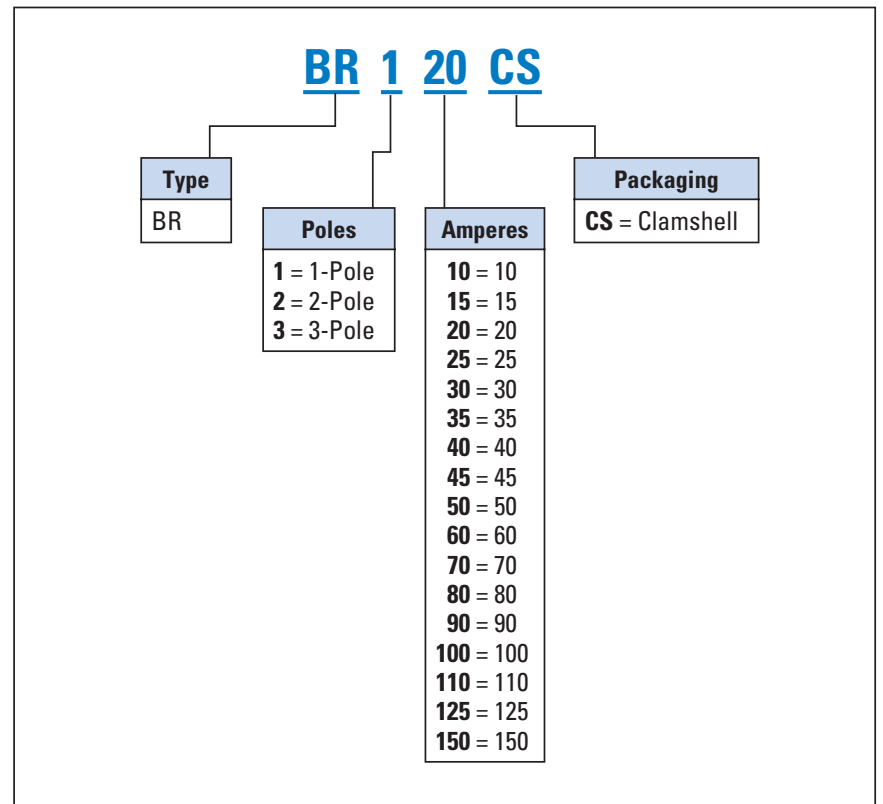 BR 1 20 CS
Type
BR
Poles
1 = 1-Pole
2 = 2-Pole
3 = 3-Pole
Amperes
10 = 10
15 = 15
20 = 20
25 = 25
30 = 30
35 = 35
40 = 40
45 = 45
50 = 50
60 = 60
70 = 70
80 = 80
90 = 90
100 = 100
110 = 110
125 = 125
150 = 150
Packaging
CS = Clamshell